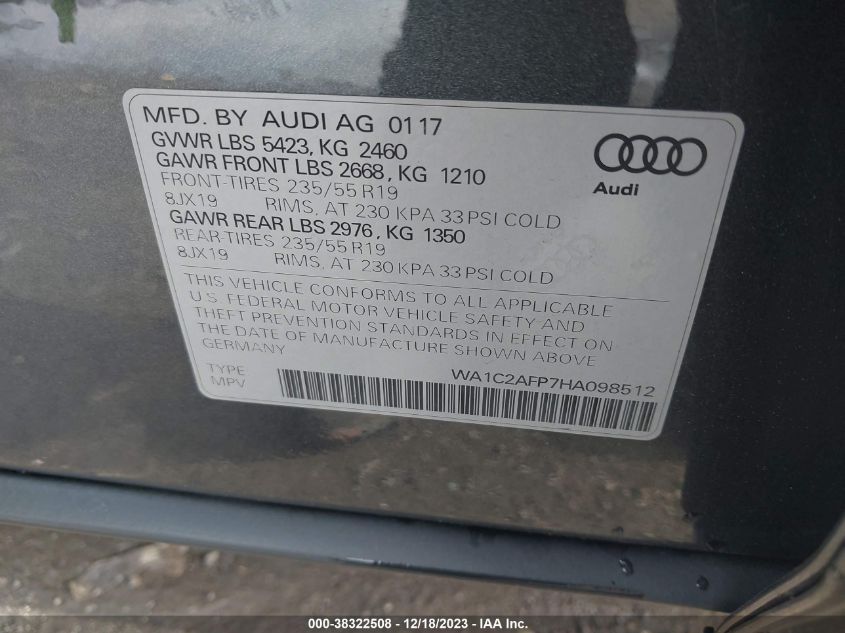 MFD. BY AUDI AG 01 17
GVWR LBS 5423, KG 2460
GAWR FRONT LBS 2668, KG 1210
FRONT-TIRES 235/55 R19
8JX19 RIMS, AT 230 KPA 33 PSI COLD
GAWR REAR LBS 2976, KG 1350
REAR-TIRES 235/55 R19
8JX19 RIMS, AT 230 KPA 33 PSI COLD
Audi
THIS VEHICLE CONFORMS TO ALL APPLICABLE
U.S. FEDERAL MOTOR VEHICLE SAFETY AND
THEFT PREVENTION STANDARDS IN EFFECT ON
THE DATE OF MANUFACTURE SHOWN ABOVE
GERMANY
TYPE WA1C2AFP7HA098512
MPV
000-38322508 - 12/18/2023 - IAA Inc.